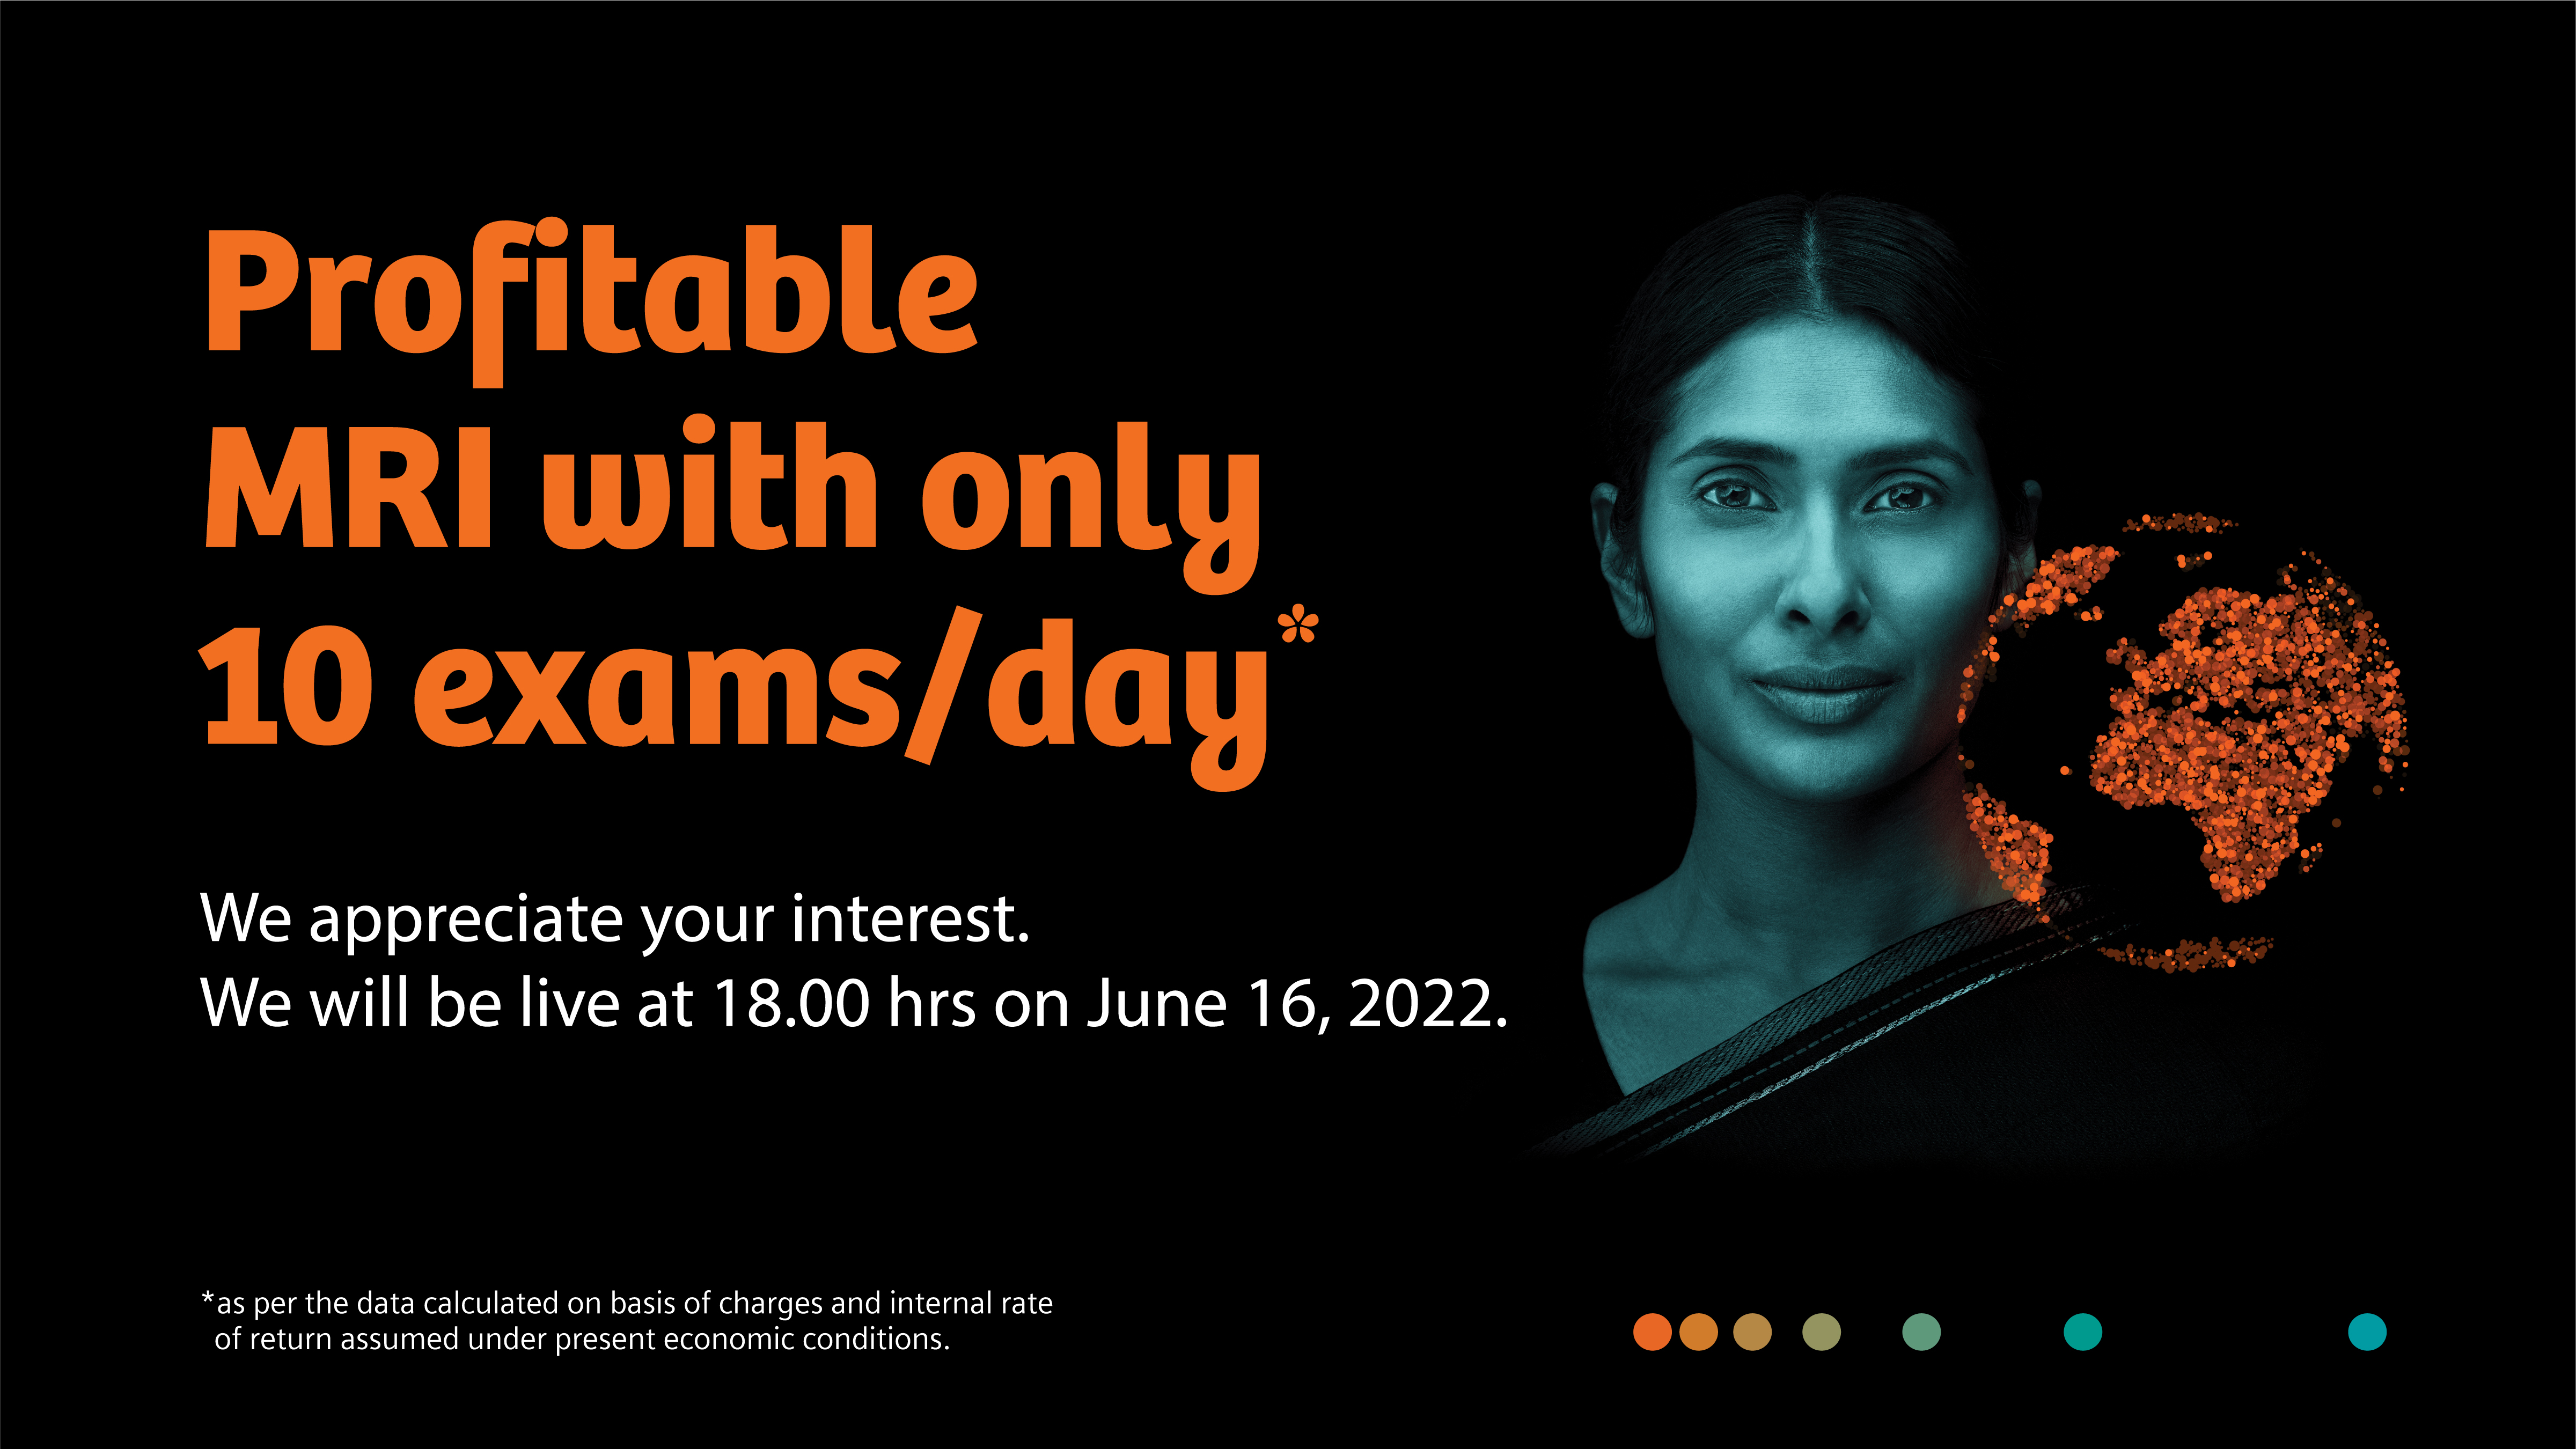 Profitable
MRI with only
10 exams/day*
We appreciate your interest.
We will be live at 18.00 hrs on June 16, 2022.
*as per the data calculated on basis of charges and internal rate
of return assumed under present economic conditions.